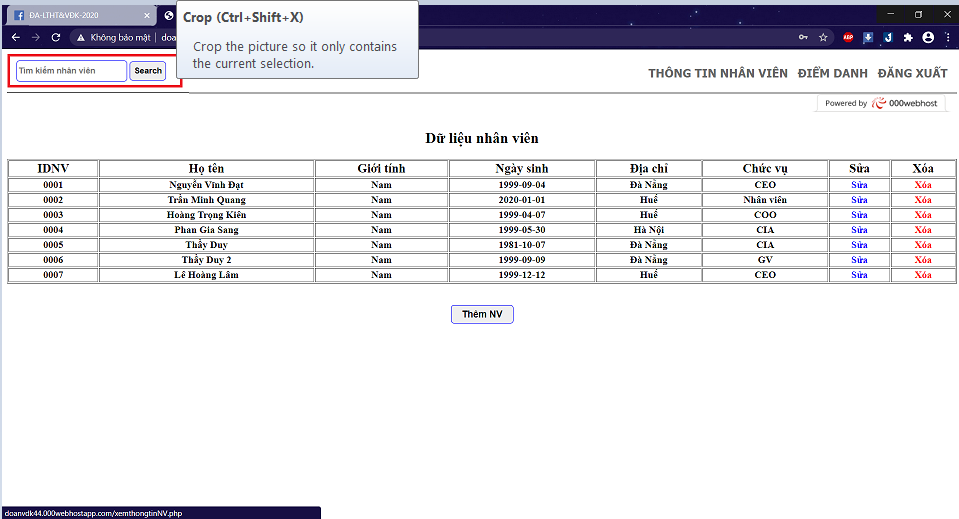 ĐA-LTHT&VĐK-2020
Crop (Ctrl+Shift+X)
Crop the picture so it only contains
the current selection.
Không bảo mật | doa
Tìm kiếm nhân viên Search
THÔNG TIN NHÂN VIÊN ĐIỂM DANH ĐĂNG XUẤT
Powered by 000webhost
Dữ liệu nhân viên
IDNV Họ tên Giới tính Ngày sinh Địa chỉ Chức vụ Sửa Xóa
0001 Nguyễn Vĩnh Đạt Nam 1999-09-04 Đà Nẵng CEO Sửa Xóa
0002 Trần Minh Quang Nam 2020-01-01 Huế Nhân viên Sửa Xóa
0003 Hoàng Trọng Kiên Nam 1999-04-07 Huế COO Sửa Xóa
0004 Phan Gia Sang Nam 1999-05-30 Hà Nội CIA Sửa Xóa
0005 Thầy Duy Nam 1981-10-07 Đà Nẵng CIA Sửa Xóa
0006 Thầy Duy 2 Nam 1999-09-09 Đà Nẵng GV Sửa Xóa
0007 Lê Hoàng Lâm Nam 1999-12-12 Huế CEO Sửa Xóa
Thêm NV
doanvdk44.000webhostapp.com/xemthongtinNV.php